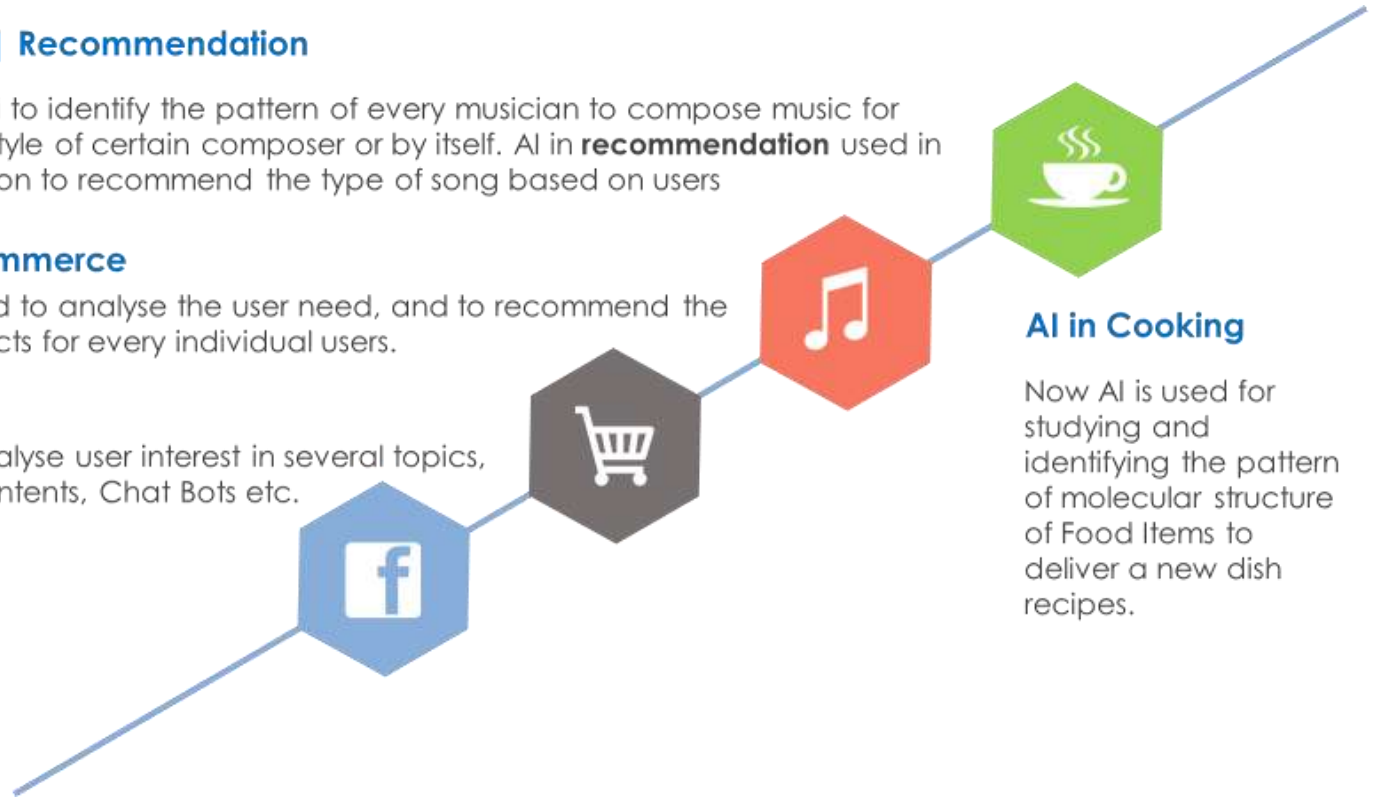 Recommendation
to identify the pattern of every musician to compose music for
tyle of certain composer or by itself. AI in recommendation used in
on to recommend the type of song based on users
mmerce
d to analyse the user need, and to recommend the
cts for every individual users.
alyse user interest in several topics,
ntents, Chat Bots etc.
f
AI in Cooking
Now AI is used for
studying and
identifying the pattern
of molecular structure
of Food Items to
deliver a new dish
recipes.